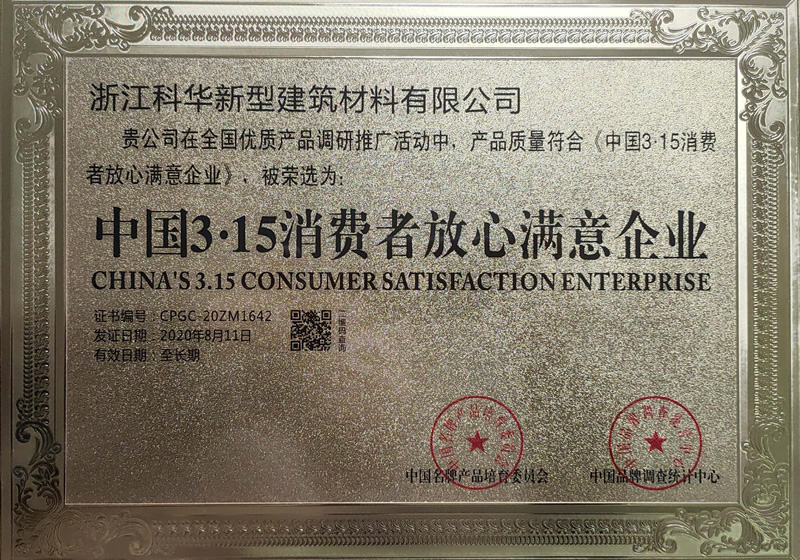 浙江科华新型建筑材料有限公司
贵公司在全国优质产品调研推广活动中，产品质量符合《中国3·15消费
者放心满意企业》，被荣选为：
中国3·15消费者放心满意企业
CHINA'S 3.15 CONSUMER SATISFACTION ENTERPRISE
证书编号：CPGC-20ZM1642
发证日期：2020年8月11日
有效日期：至长期
二维码查询
中国名牌产品培育委员会
中国品牌调查统计中心